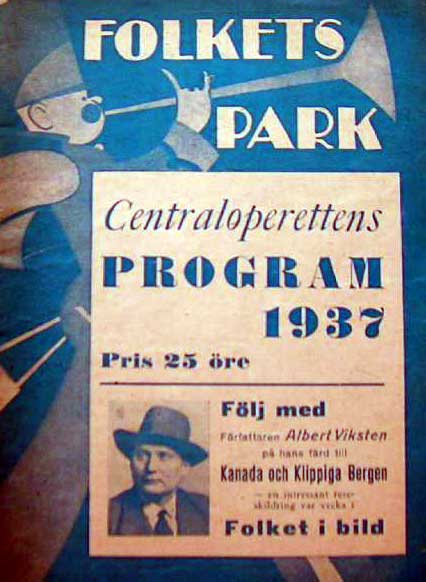 FOLKETS
PARK
Centraloperettens
PROGRAM
1937
Pris 25 öre
Följ med
Författaren Albert Viksten
på hans färd till
Kanada och Klippiga Bergen
— en intressant rese-
skildring var vecka i
Folket i bild